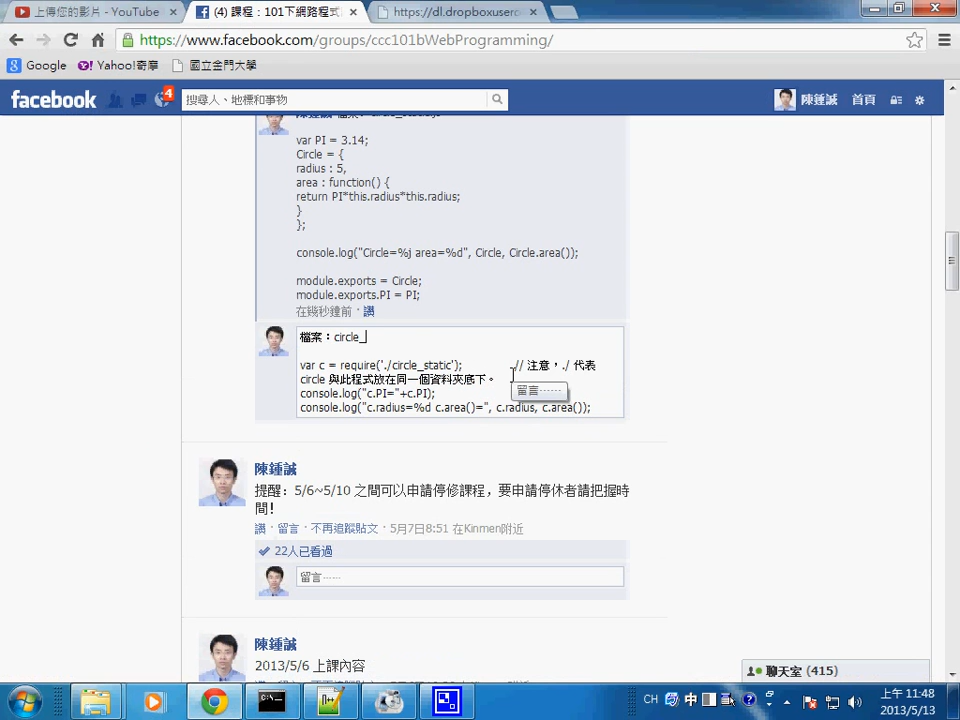 上傳您的影片 - YouTube
(4) 課程：101下網路程式
https://dl.dropboxuserc
https://www.facebook.com/groups/ccc101bWebProgramming/
Google
Yahoo!奇摩
國立金門大學
facebook
4
搜尋人、地標和事物
陳鍾誠
首頁
var PI = 3.14;
Circle = {
radius : 5,
area : function() {
return PI*this.radius*this.radius;
}
};
console.log("Circle=%j area=%d", Circle, Circle.area());
module.exports = Circle;
module.exports.PI = PI;
在幾秒鐘前 · 讚
檔案：circle_
var c = require('./circle_static'); // 注意，./ 代表
circle 與此程式放在同一個資料夾底下。
console.log("c.PI="+c.PI);
console.log("c.radius=%d c.area()=", c.radius, c.area());
留言……
陳鍾誠
提醒：5/6~5/10 之間可以申請停修課程，要申請停休者請把握時
間！
讚 · 留言 · 不再追蹤貼文 · 5月7日8:51 在Kinmen附近
22人已看過
留言……
陳鍾誠
2013/5/6 上課內容
聊天室 (415)
CH
中
上午 11:48
2013/5/13